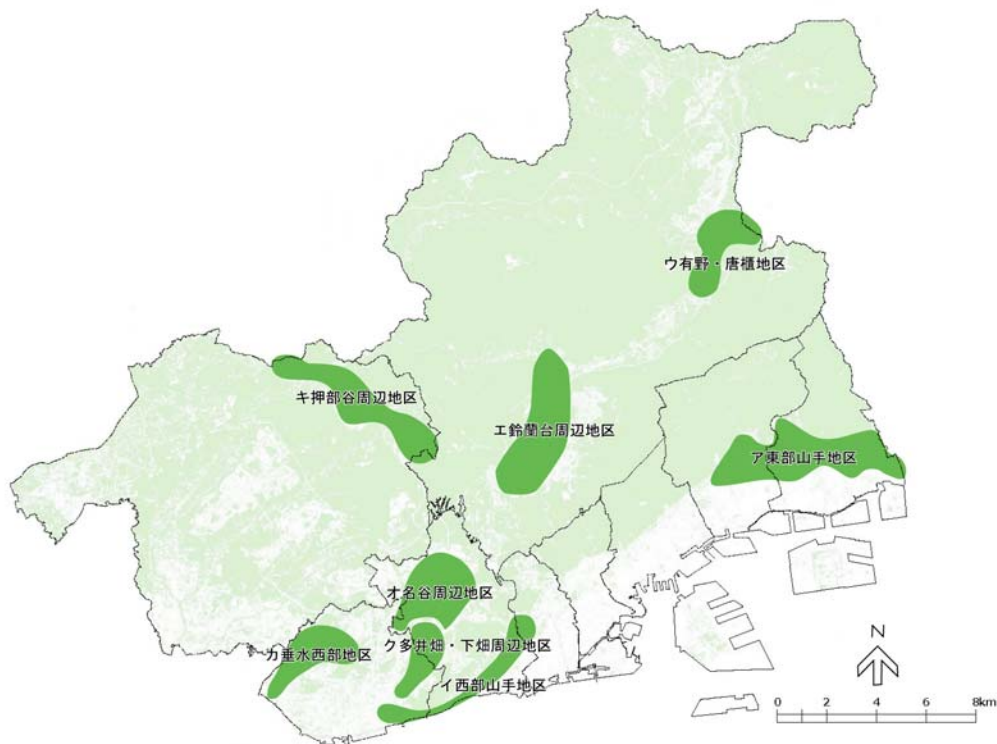 ウ有野・唐櫃地区
キ押部谷周辺地区
エ鈴蘭台周辺地区
ア東部山手地区
オ名谷周辺地区
ク多井畑・下畑周辺地区
カ垂水西部地区
イ西部山手地区
N
0 2 4 6 8km